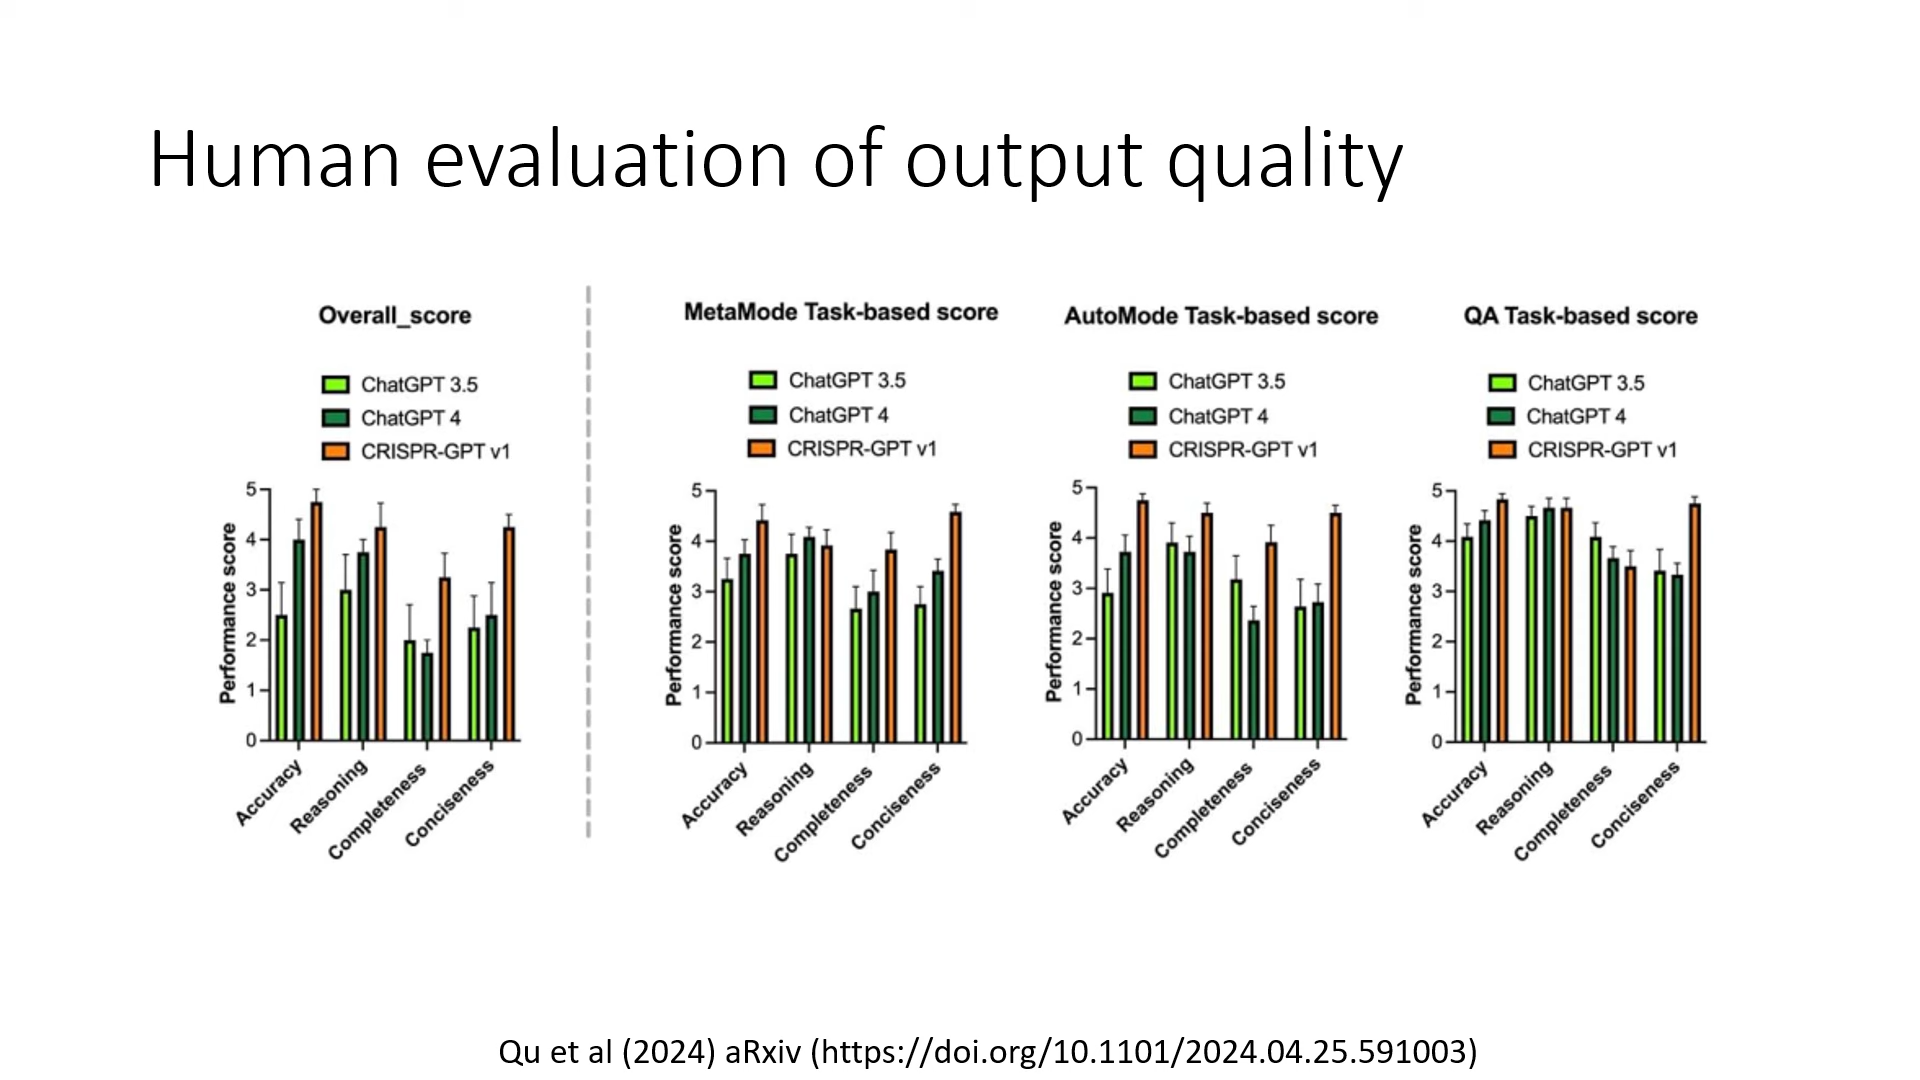 Human evaluation of output quality
Overall_score
ChatGPT 3.5
ChatGPT 4
CRISPR-GPT v1
Performance score
5
4
3
2
1
0
Accuracy
Reasoning
Completeness
Conciseness
MetaMode Task-based score
ChatGPT 3.5
ChatGPT 4
CRISPR-GPT v1
Performance score
5
4
3
2
1
0
Accuracy
Reasoning
Completeness
Conciseness
AutoMode Task-based score
ChatGPT 3.5
ChatGPT 4
CRISPR-GPT v1
Performance score
5
4
3
2
1
0
Accuracy
Reasoning
Completeness
Conciseness
QA Task-based score
ChatGPT 3.5
ChatGPT 4
CRISPR-GPT v1
Performance score
5
4
3
2
1
0
Accuracy
Reasoning
Completeness
Conciseness
Qu et al (2024) aRxiv (https://doi.org/10.1101/2024.04.25.591003)